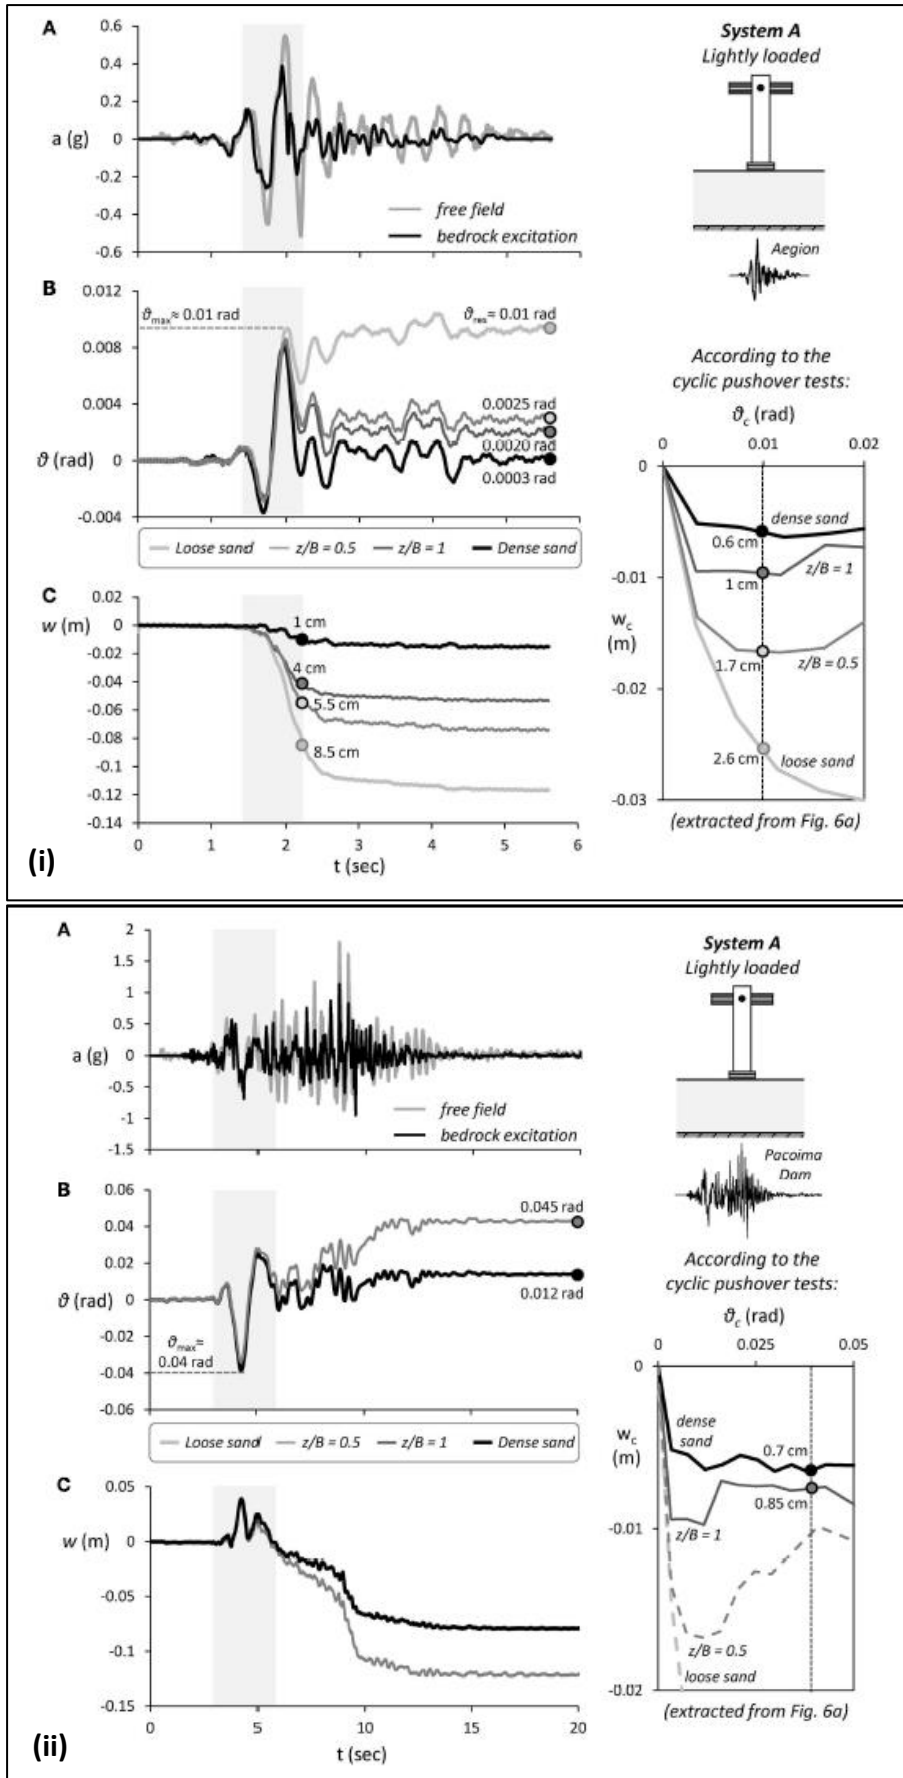 A
0.6
0.4
0.2
a (g) 0
-0.2
-0.4
-0.6
free field
bedrock excitation
System A
Lightly loaded
Aegion
B
0.012
0.008
0.004
ϑ (rad) 0
-0.004
ϑmax≈ 0.01 rad
ϑres≈ 0.01 rad
0.0025 rad
0.0020 rad
0.0003 rad
0 1 2 3 4 5 6
Loose sand z/B = 0.5 z/B = 1 Dense sand
C
0.02
w (m) 0
-0.02
-0.04
-0.06
-0.08
-0.1
-0.12
-0.14
1 cm
4 cm
5.5 cm
8.5 cm
0 1 2 3 4 5 6
t (sec)
According to the
cyclic pushover tests:
ϑc (rad)
0 0.01 0.02
0
-0.01
wc
(m)
-0.02
-0.03
dense sand
0.6 cm
z/B = 1
1 cm
z/B = 0.5
1.7 cm
2.6 cm
loose sand
(extracted from Fig. 6a)
(i)
A
2
1.5
1
0.5
a (g) 0
-0.5
-1
-1.5
free field
bedrock excitation
System A
Lightly loaded
Pacoima
Dam
B
0.06
0.04
0.02
ϑ (rad) 0
-0.02
-0.04
-0.06
0.045 rad
0.012 rad
ϑmax≈
0.04 rad
Loose sand z/B = 0.5 z/B = 1 Dense sand
C
0.05
w (m) 0
-0.05
-0.1
-0.15
0 5 10 15 20
t (sec)
According to the
cyclic pushover tests:
ϑc (rad)
0 0.025 0.05
0
wc
(m)
-0.01
-0.02
dense
sand
0.7 cm
0.85 cm
z/B = 1
z/B = 0.5
loose sand
(extracted from Fig. 6a)
(ii)